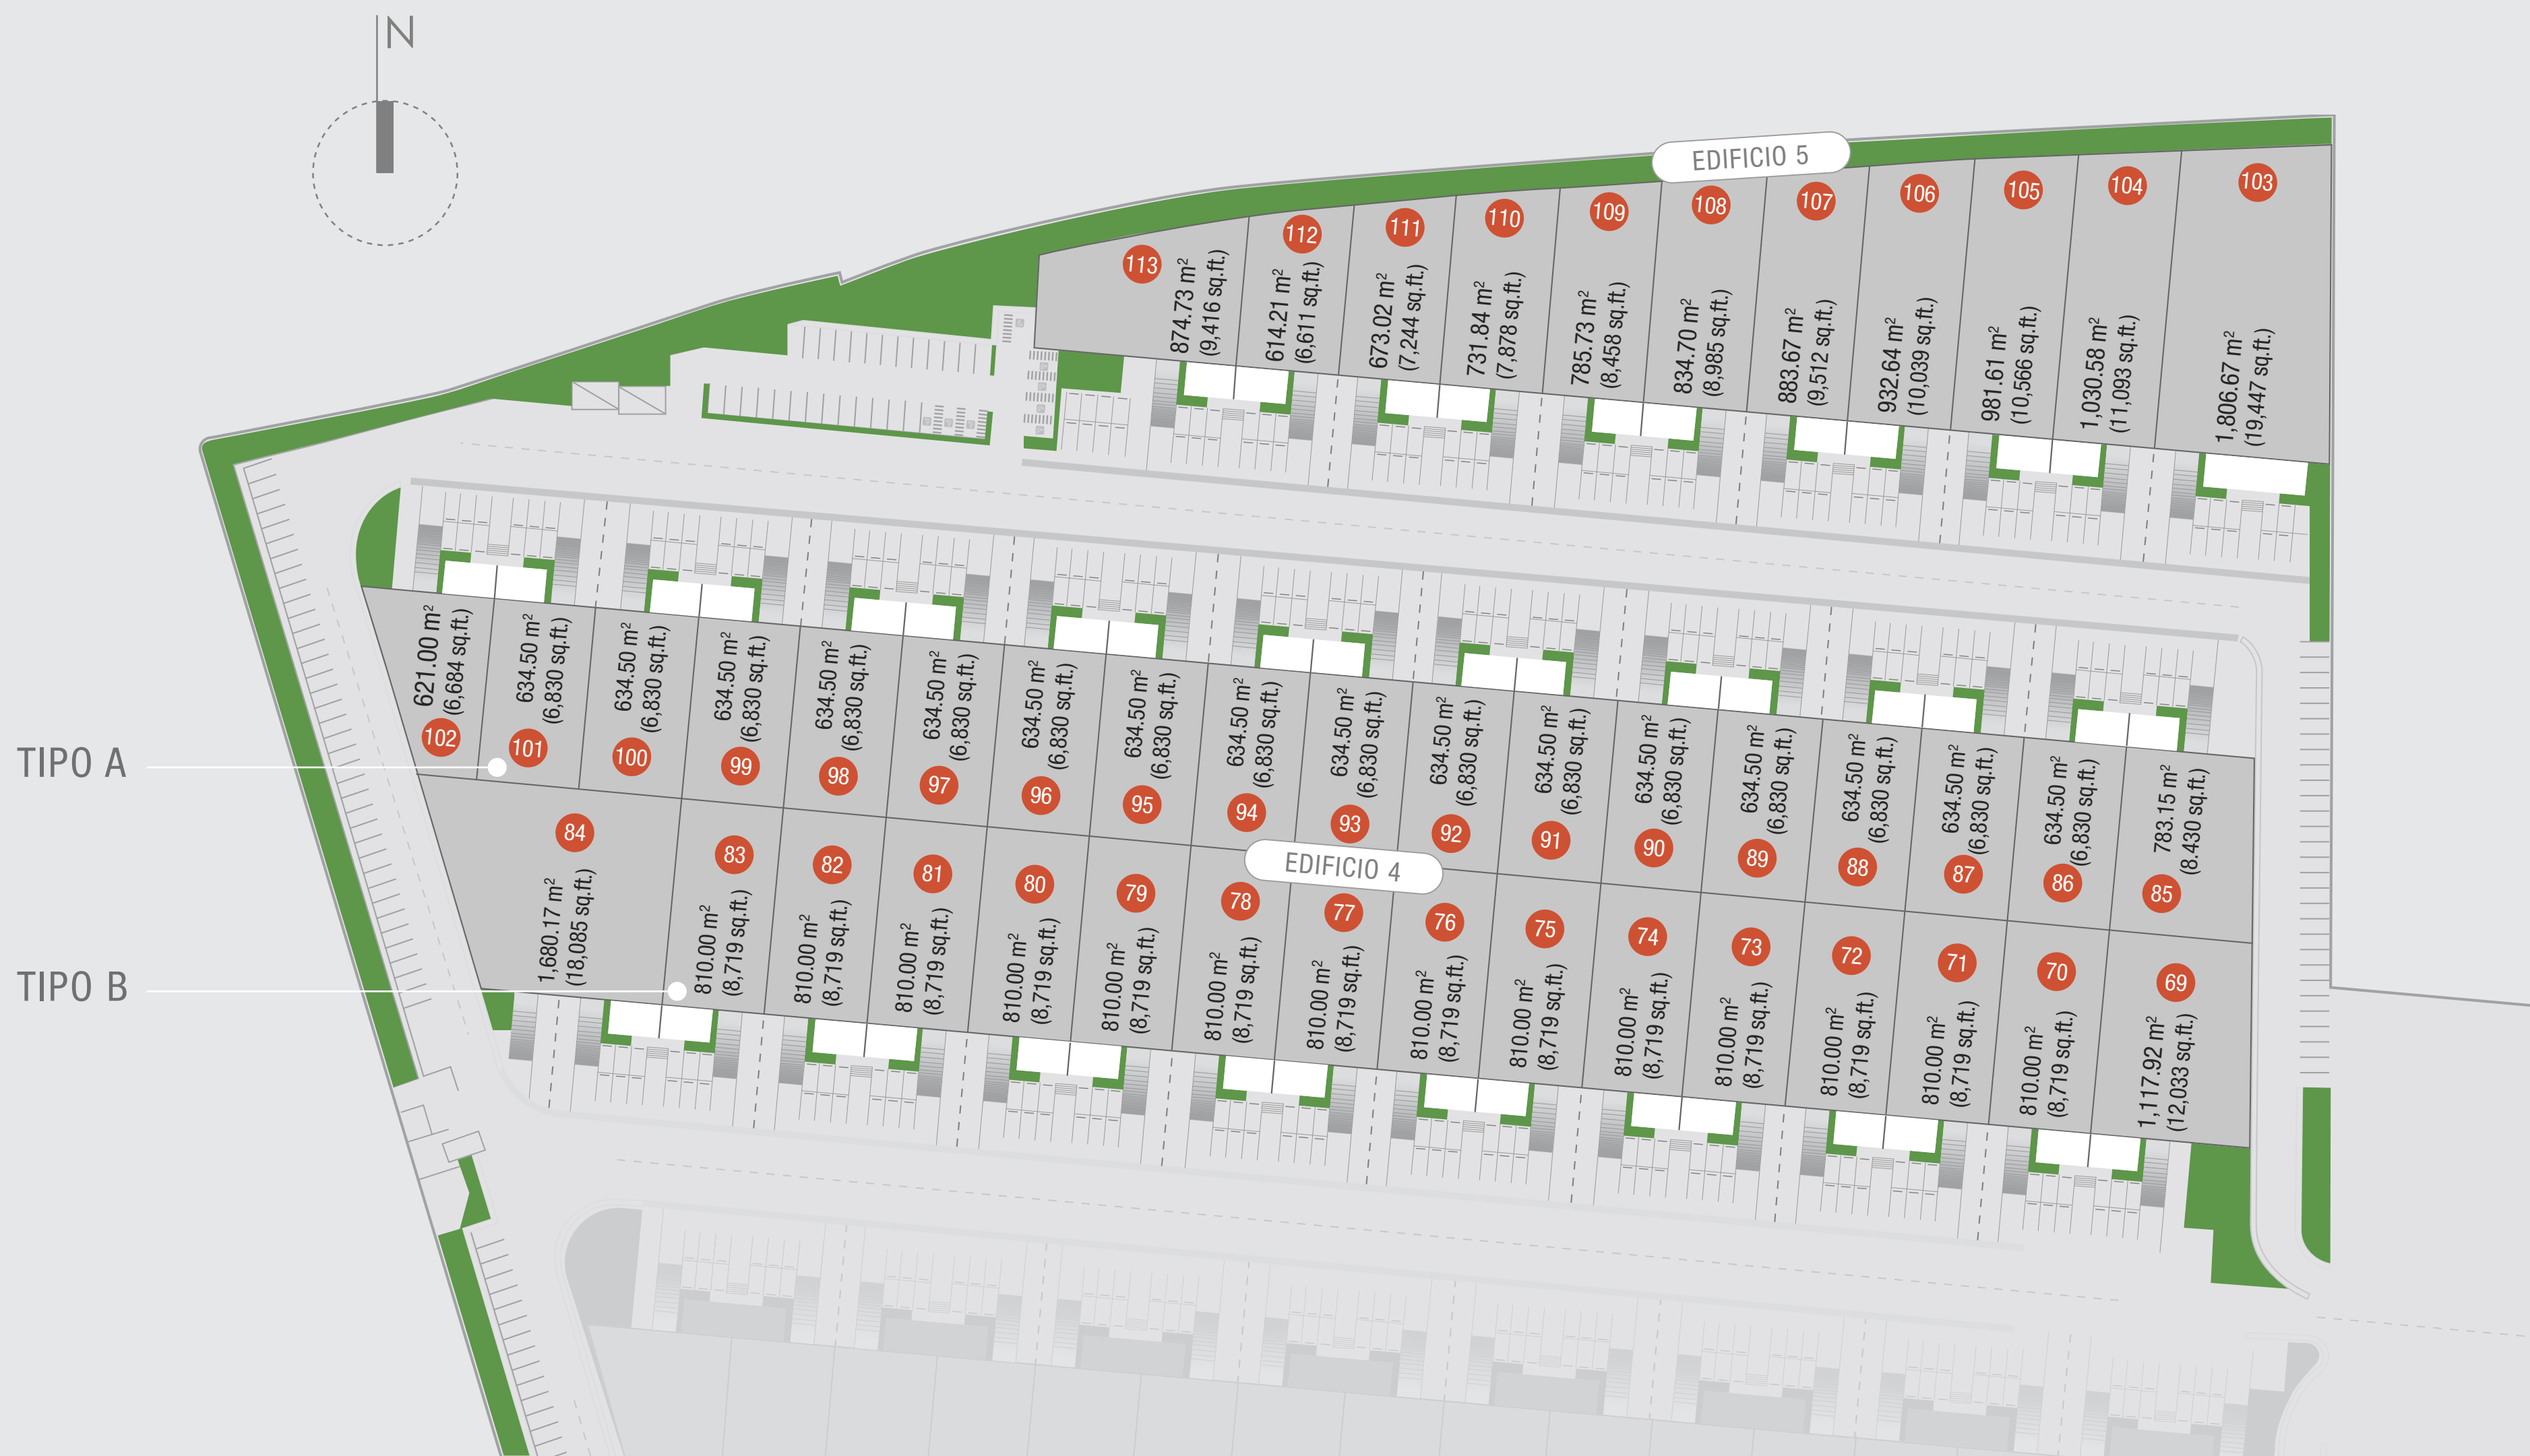 N
EDIFICIO 5
113
874.73 m²
(9,416 sq.ft.)
112
614.21 m²
(6,611 sq.ft.)
111
673.02 m²
(7,244 sq.ft.)
110
731.84 m²
(7,878 sq.ft.)
109
785.73 m²
(8,458 sq.ft.)
108
834.70 m²
(8,985 sq.ft.)
107
883.67 m²
(9,512 sq.ft.)
106
932.64 m²
(10,039 sq.ft.)
105
981.61 m²
(10,566 sq.ft.)
104
1,030.58 m²
(11,093 sq.ft.)
103
1,806.67 m²
(19,447 sq.ft.)
TIPO A
621.00 m²
(6,684 sq.ft.)
102
634.50 m²
(6,830 sq.ft.)
101
634.50 m²
(6,830 sq.ft.)
100
634.50 m²
(6,830 sq.ft.)
99
634.50 m²
(6,830 sq.ft.)
98
634.50 m²
(6,830 sq.ft.)
97
634.50 m²
(6,830 sq.ft.)
96
634.50 m²
(6,830 sq.ft.)
95
634.50 m²
(6,830 sq.ft.)
94
634.50 m²
(6,830 sq.ft.)
93
634.50 m²
(6,830 sq.ft.)
92
634.50 m²
(6,830 sq.ft.)
91
634.50 m²
(6,830 sq.ft.)
90
634.50 m²
(6,830 sq.ft.)
89
634.50 m²
(6,830 sq.ft.)
88
634.50 m²
(6,830 sq.ft.)
87
634.50 m²
(6,830 sq.ft.)
86
783.15 m²
(8.430 sq.ft.)
85
EDIFICIO 4
TIPO B
84
1,680.17 m²
(18,085 sq.ft.)
83
810.00 m²
(8,719 sq.ft.)
82
810.00 m²
(8,719 sq.ft.)
81
810.00 m²
(8,719 sq.ft.)
80
810.00 m²
(8,719 sq.ft.)
79
810.00 m²
(8,719 sq.ft.)
78
810.00 m²
(8,719 sq.ft.)
77
810.00 m²
(8,719 sq.ft.)
76
810.00 m²
(8,719 sq.ft.)
75
810.00 m²
(8,719 sq.ft.)
74
810.00 m²
(8,719 sq.ft.)
73
810.00 m²
(8,719 sq.ft.)
72
810.00 m²
(8,719 sq.ft.)
71
810.00 m²
(8,719 sq.ft.)
70
810.00 m²
(8,719 sq.ft.)
69
1,117.92 m²
(12,033 sq.ft.)